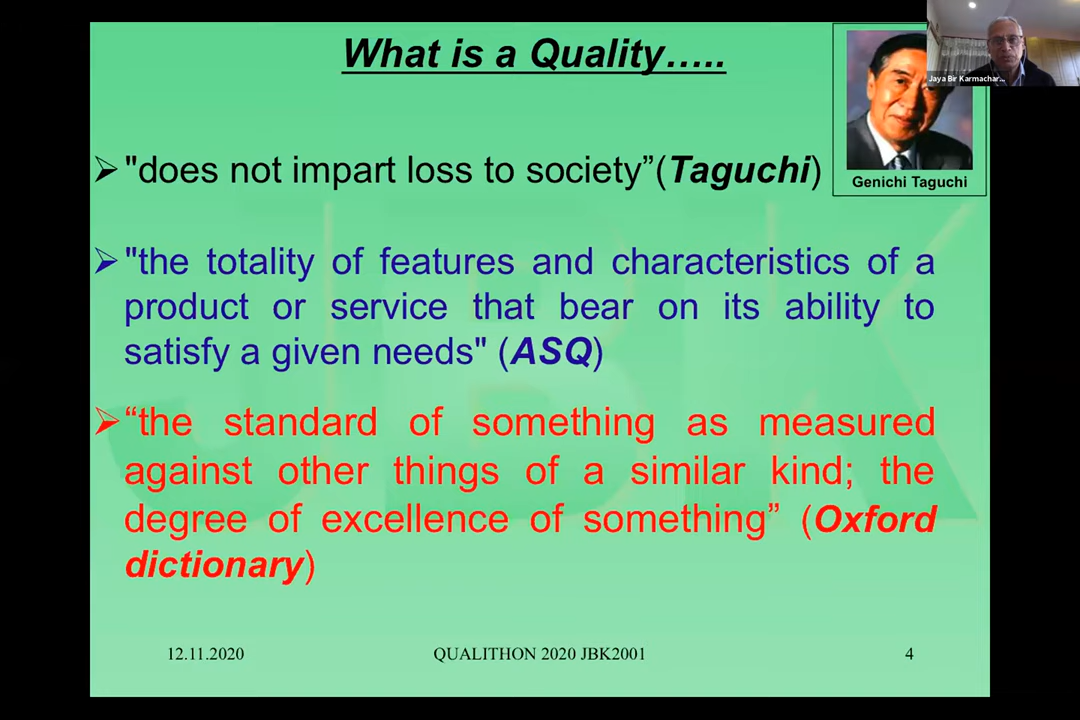 What is a Quality.....
Jaya Bir Karmachar...
"does not impart loss to society”(Taguchi)
Genichi Taguchi
"the totality of features and characteristics of a
product or service that bear on its ability to
satisfy a given needs" (ASQ)
“the standard of something as measured
against other things of a similar kind; the
degree of excellence of something” (Oxford
dictionary)
JBK
12.11.2020 QUALITHON 2020 JBK2001 4